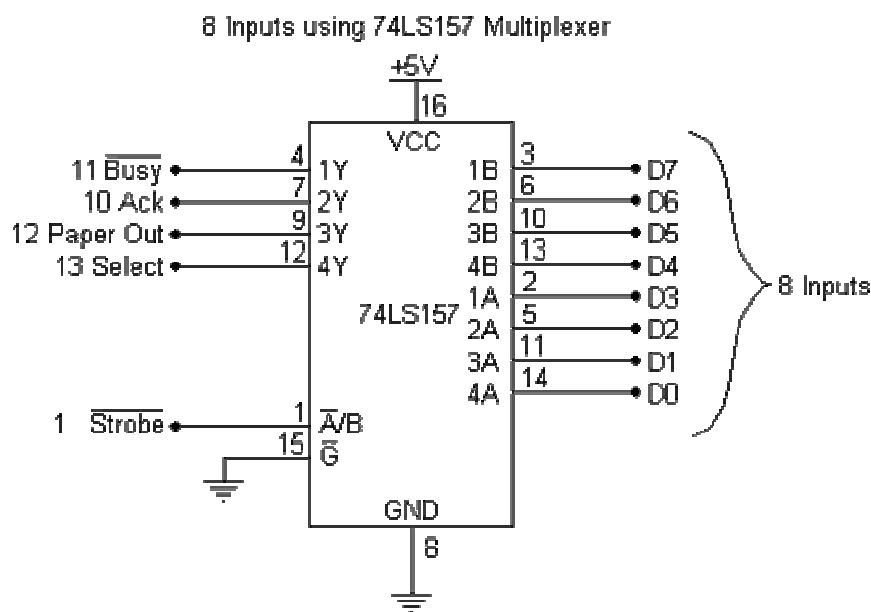 8 Inputs using 74LS157 Multiplexer
+5V
16
VCC
11 Busy 4 1Y 1B 3 D7
10 Ack 7 2Y 2B 6 D6
12 Paper Out 9 3Y 3B 10 D5
13 Select 12 4Y 4B 13 D4
1A 2 D3
8 Inputs
74LS157
2A 5 D2
3A 11 D1
4A 14 D0
1 Strobe 1 A/B
15 G
GND
8